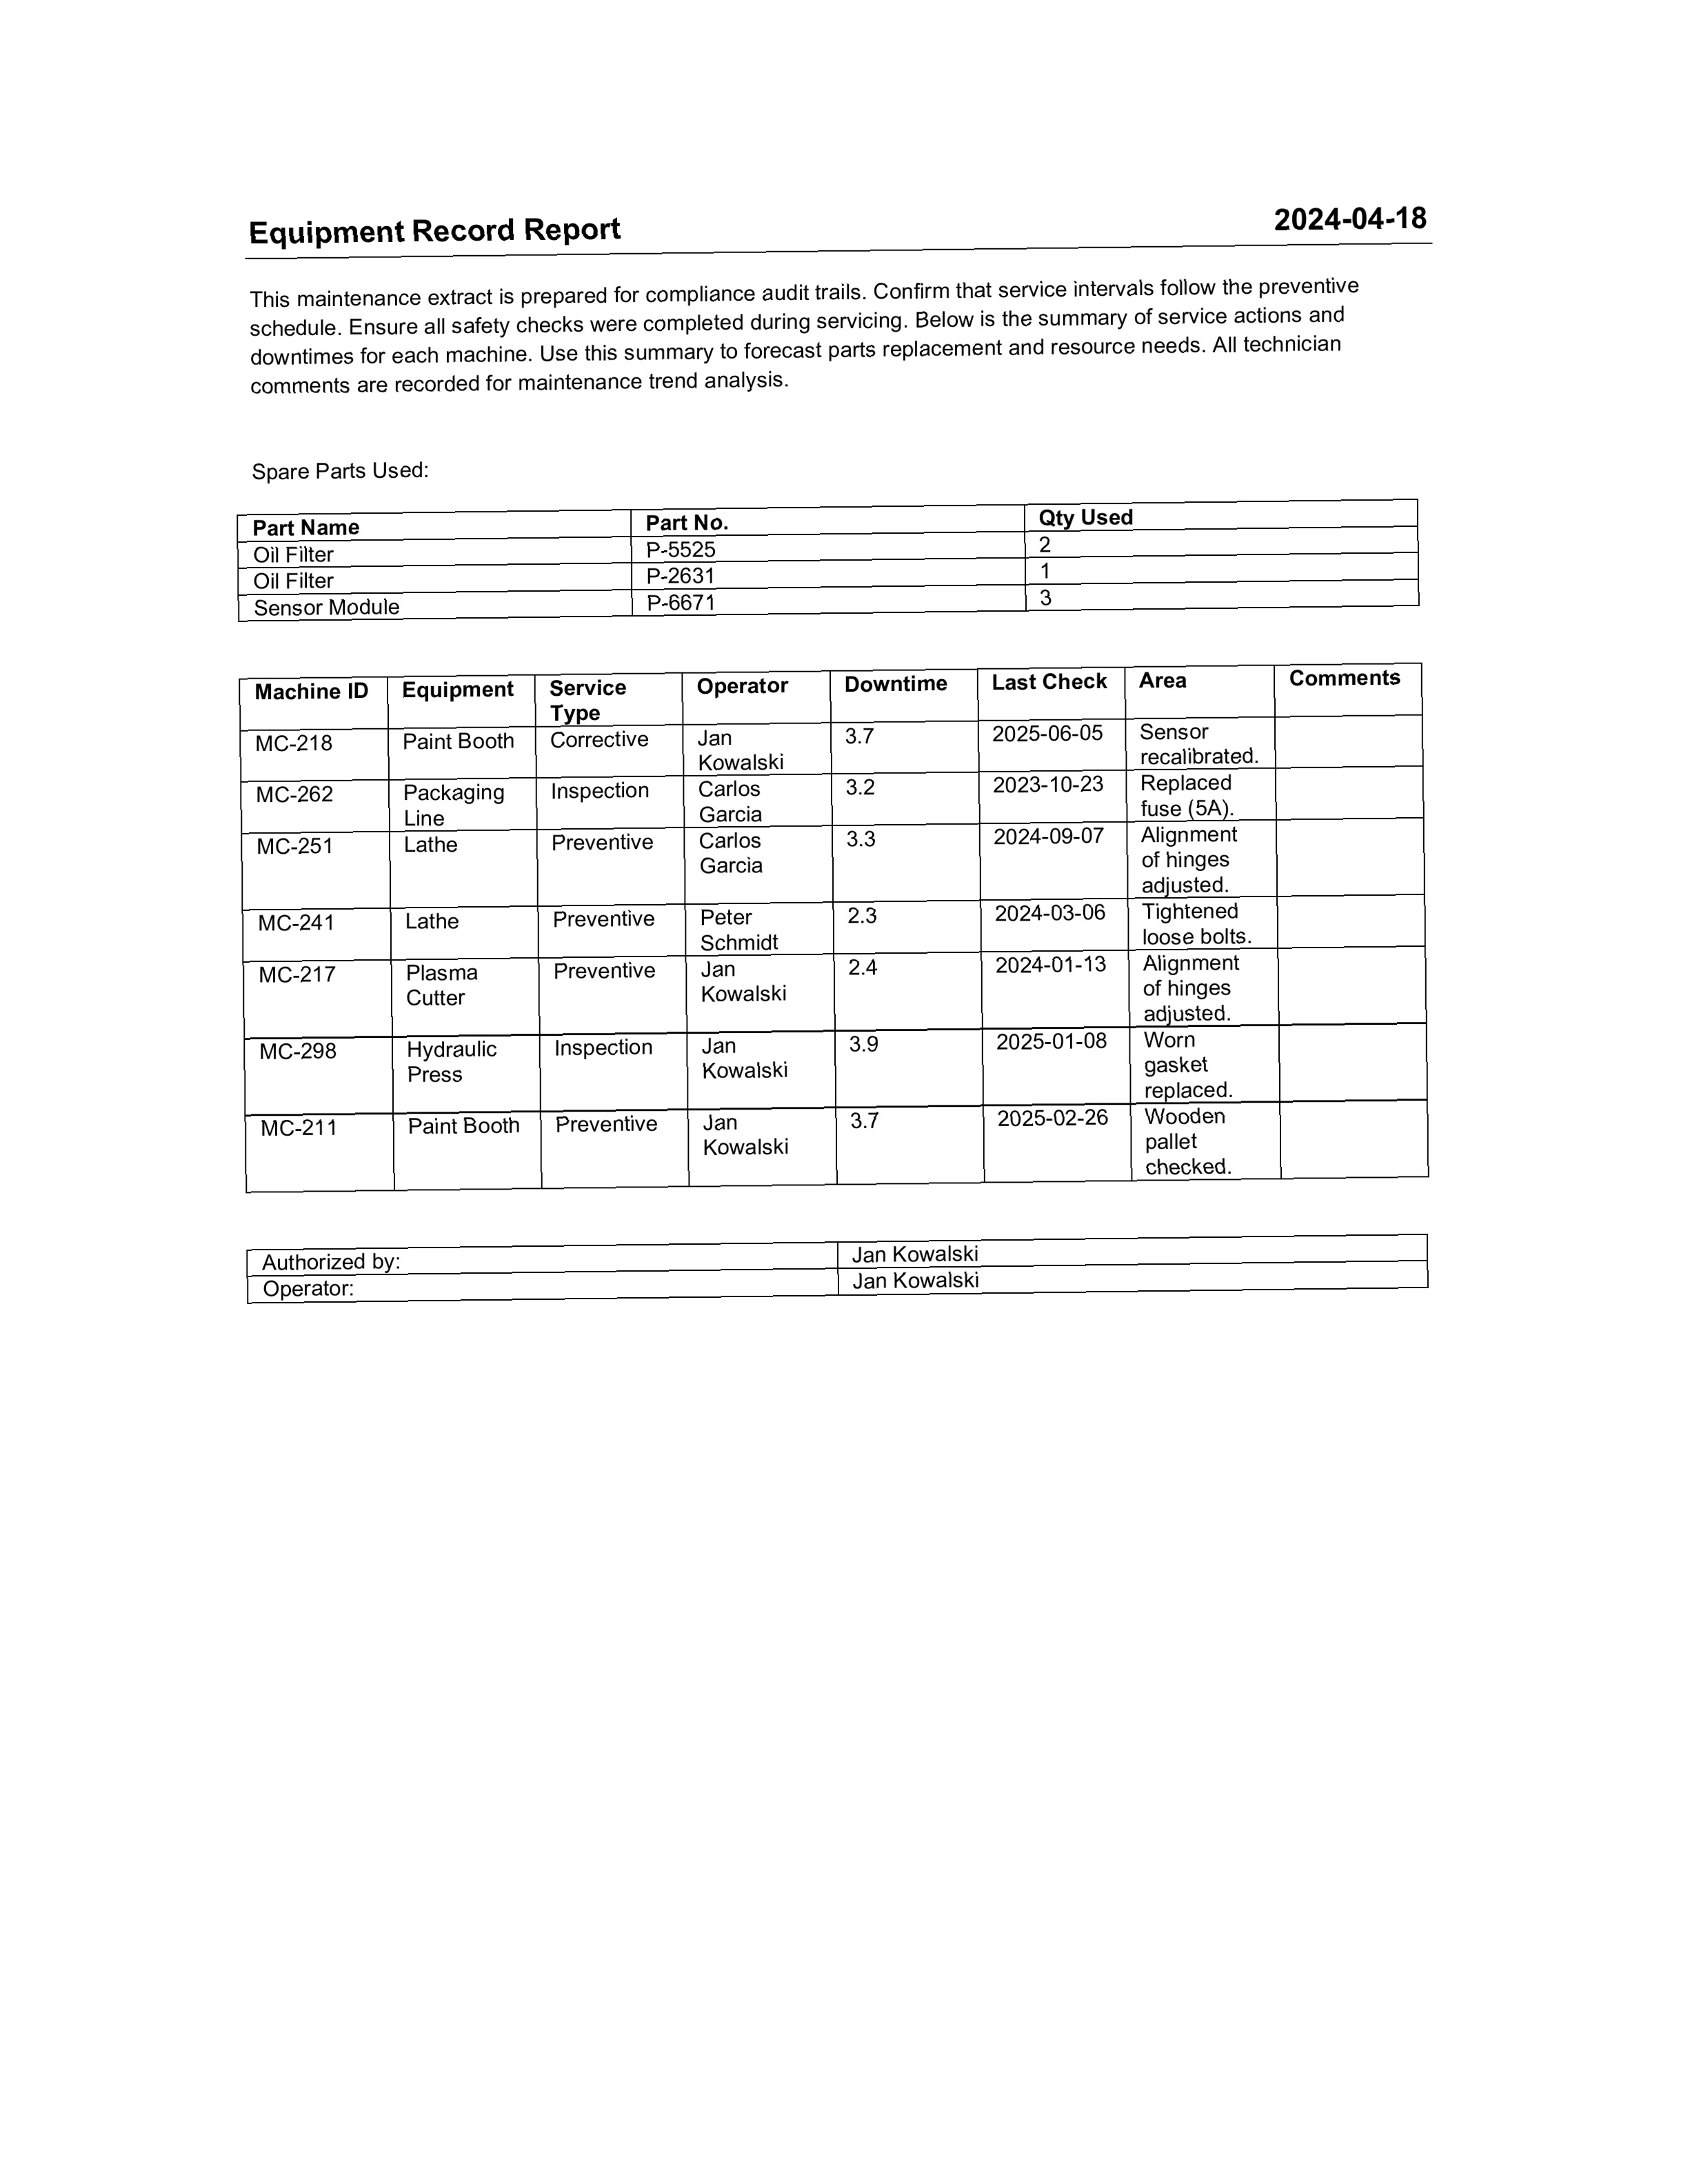 Equipment Record Report 2024-04-18
This maintenance extract is prepared for compliance audit trails. Confirm that service intervals follow the preventive
schedule. Ensure all safety checks were completed during servicing. Below is the summary of service actions and
downtimes for each machine. Use this summary to forecast parts replacement and resource needs. All technician
comments are recorded for maintenance trend analysis.
Spare Parts Used:
Part Name Part No. Qty Used
Oil Filter P-5525 2
Oil Filter P-2631 1
Sensor Module P-6671 3
Machine ID Equipment Service Operator Downtime Last Check Area Comments
Type
MC-218 Paint Booth Corrective Jan 3.7 2025-06-05 Sensor
Kowalski recalibrated.
MC-262 Packaging Inspection Carlos 3.2 2023-10-23 Replaced
Line Garcia fuse (5A).
MC-251 Lathe Preventive Carlos 3.3 2024-09-07 Alignment
Garcia of hinges
adjusted.
MC-241 Lathe Preventive Peter 2.3 2024-03-06 Tightened
Schmidt loose bolts.
MC-217 Plasma Preventive Jan 2.4 2024-01-13 Alignment
Cutter Kowalski of hinges
adjusted.
MC-298 Hydraulic Inspection Jan 3.9 2025-01-08 Worn
Press Kowalski gasket
replaced.
MC-211 Paint Booth Preventive Jan 3.7 2025-02-26 Wooden
Kowalski pallet
checked.
Authorized by: Jan Kowalski
Operator: Jan Kowalski